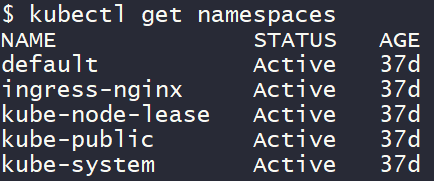 $ kubectl get namespaces
NAME              STATUS   AGE
default           Active   37d
ingress-nginx     Active   37d
kube-node-lease   Active   37d
kube-public       Active   37d
kube-system       Active   37d